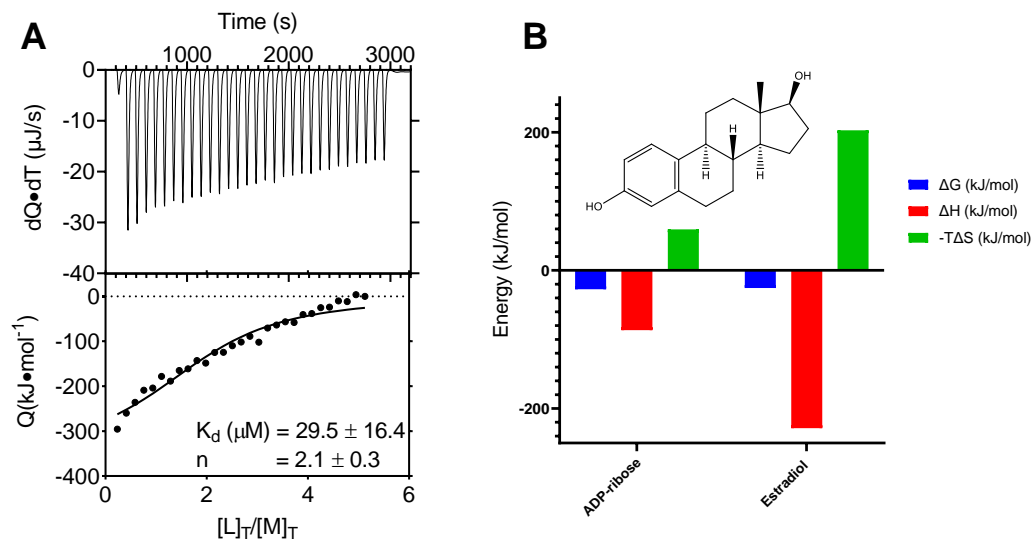 A
Time (s)
1000 2000 3000
0
-10
-20
-30
-40
dQ•dT (µJ/s)
0
-100
-200
-300
-400
Q(kJ•mol-1)
Kd (µM) = 29.5 ± 16.4
n = 2.1 ± 0.3
0 2 4 6
[L]T/[M]T
B
OH
H
H
H
HO
200
0
-200
Energy (kJ/mol)
ADP-ribose
Estradiol
ΔG (kJ/mol)
ΔH (kJ/mol)
-TΔS (kJ/mol)